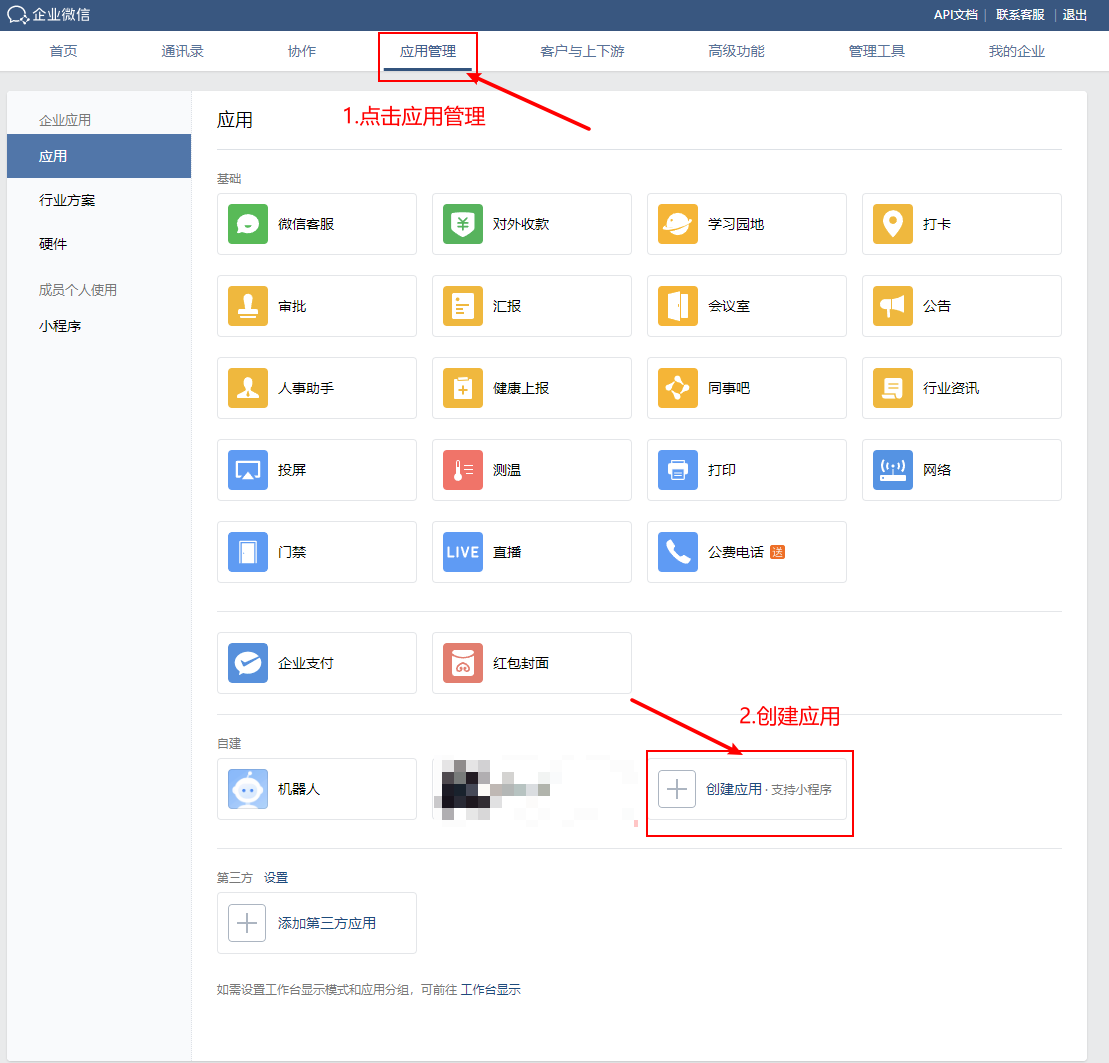 企业微信
API文档 | 联系客服 | 退出
首页 通讯录 协作 应用管理 客户与上下游 高级功能 管理工具 我的企业
1.点击应用管理
企业应用
应用
行业方案
硬件
成员个人使用
小程序
应用
基础
微信客服 对外收款 学习园地 打卡
审批 汇报 会议室 公告
人事助手 健康上报 同事吧 行业资讯
投屏 测温 打印 网络
门禁 LIVE 直播 公费电话 送
企业支付 红包封面
2.创建应用
自建
机器人 创建应用 · 支持小程序
第三方 设置
添加第三方应用
如需设置工作台显示模式和应用分组，可前往 工作台显示